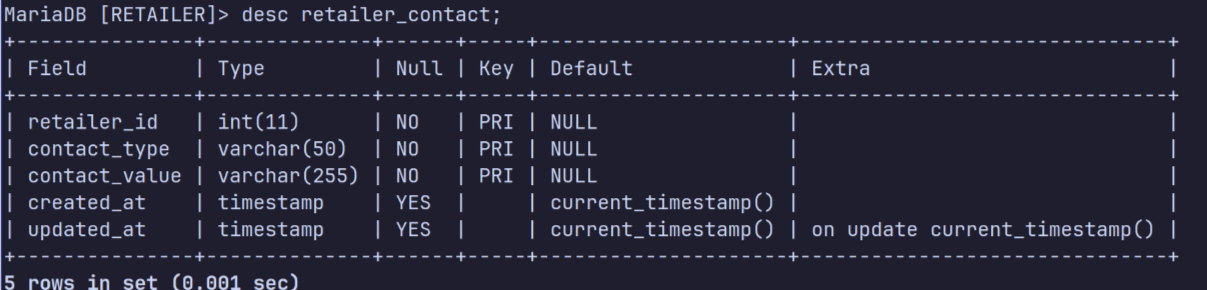 MariaDB [RETAILER]> desc retailer_contact;
+---------------+--------------+------+-----+---------------------+-------------------------------+
| Field         | Type         | Null | Key | Default             | Extra                         |
+---------------+--------------+------+-----+---------------------+-------------------------------+
| retailer_id   | int(11)      | NO   | PRI | NULL                |                               |
| contact_type  | varchar(50)  | NO   | PRI | NULL                |                               |
| contact_value | varchar(255) | NO   | PRI | NULL                |                               |
| created_at    | timestamp    | YES  |     | current_timestamp() |                               |
| updated_at    | timestamp    | YES  |     | current_timestamp() | on update current_timestamp() |
+---------------+--------------+------+-----+---------------------+-------------------------------+
5 rows in set (0.001 sec)